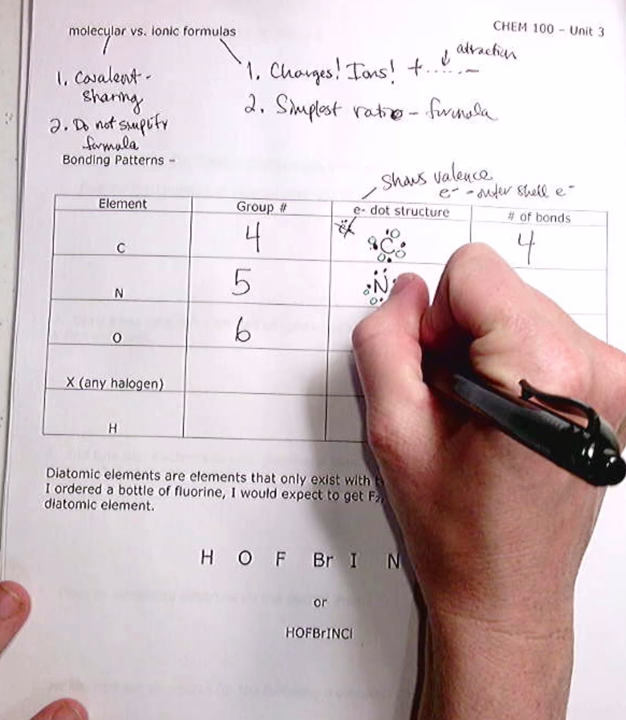 CHEM 100 - Unit 3
molecular vs. ionic formulas
1. Covalent -
sharing
2. Do not simplify
formula
1. Charges! Ions! + ...... - attraction
2. Simplest ratio - formula
Bonding Patterns -
shows valence
e- - outer shell e-
Element Group # e- dot structure # of bonds
C 4 C 4
N 5 N
O 6
X (any halogen)
H
Diatomic elements are elements that only exist with
I ordered a bottle of fluorine, I would expect to get F2,
diatomic element.
H O F Br I N
or
HOFBrINCl